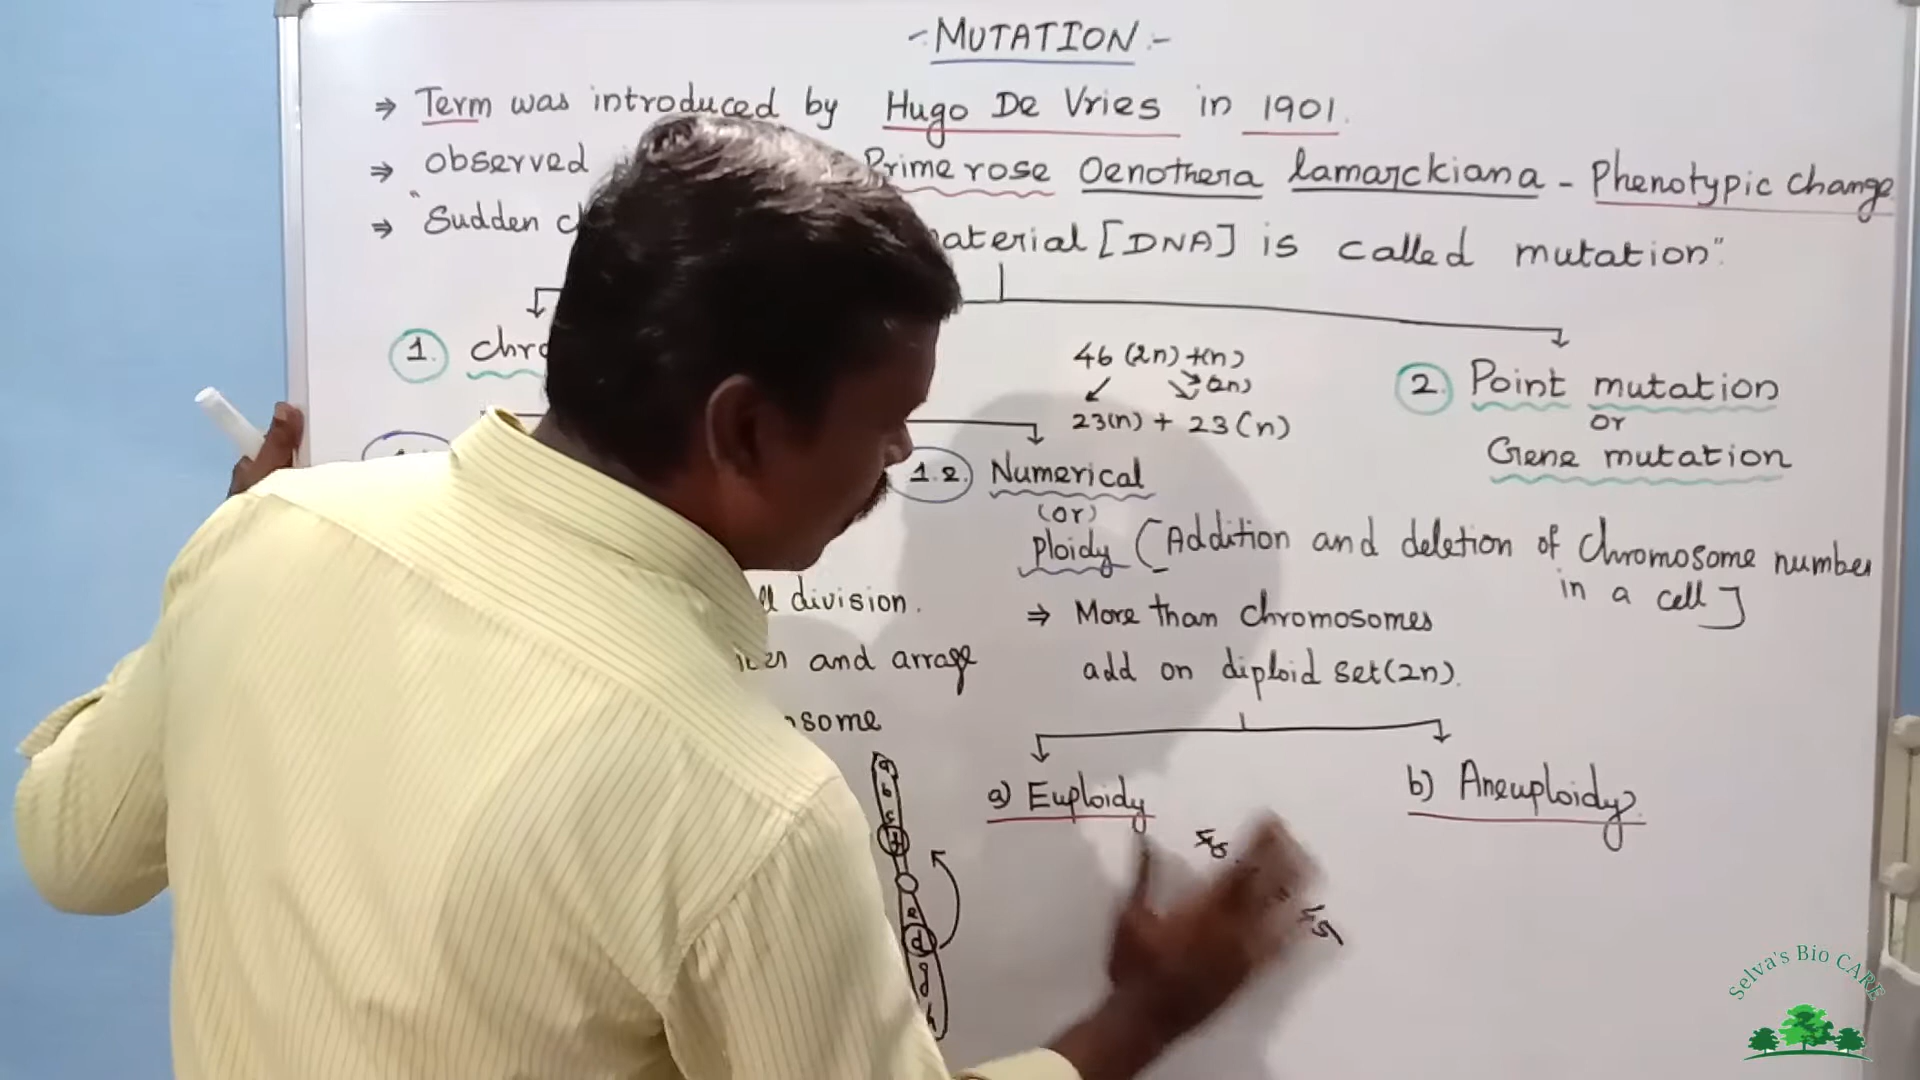 - MUTATION -
⇒ Term was introduced by Hugo De Vries in 1901.
⇒ observed Prime rose Oenothera lamarckiana - Phenotypic change
⇒ "Sudden [DNA] is called mutation".
1.
46 (2n) +(n)
(2n)
23(n) + 23(n)
2. Point mutation
or
Gene mutation
1.2. Numerical
(or)
Ploidy [Addition and deletion of Chromosome number
in a cell]
division.
⇒ More than chromosomes
and arrage
add on diploid set(2n).
a) Euploidy
b) Aneuploidy
a
b
c
d
g
h
Selva's Bio CARE